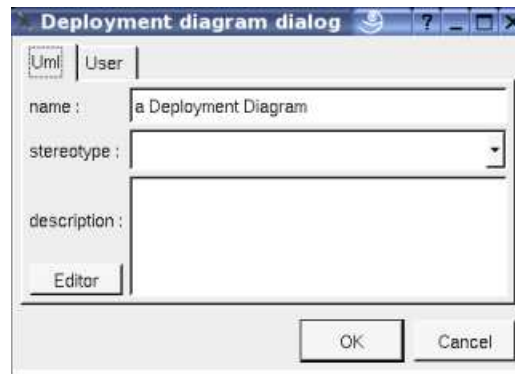 Deployment diagram dialog ?
Uml User
name : a Deployment Diagram
stereotype :
description :
Editor
OK Cancel